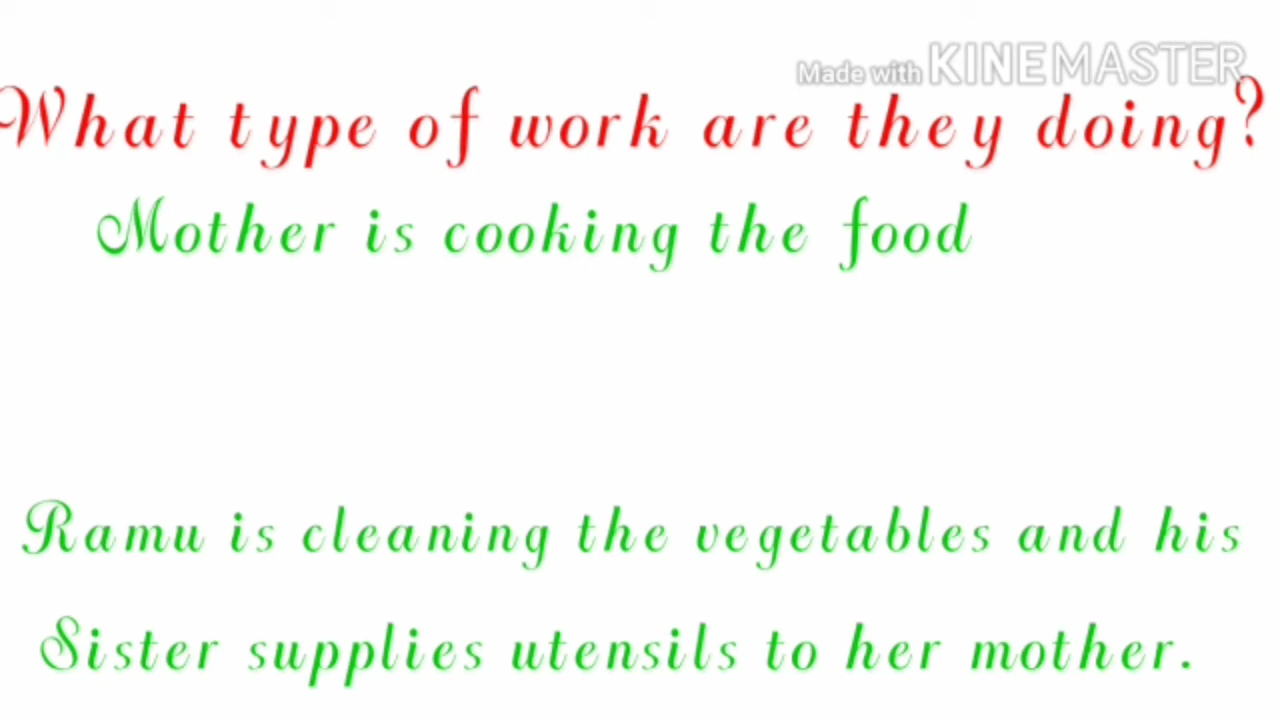 Made with KINEMASTER
What type of work are they doing?
Mother is cooking the food
Ramu is cleaning the vegetables and his
Sister supplies utensils to her mother.